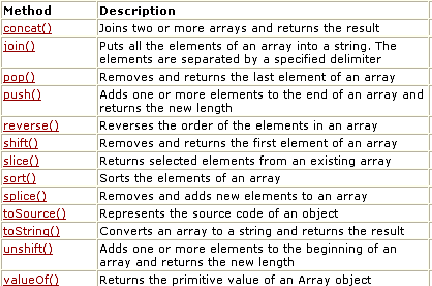 Method Description
concat() Joins two or more arrays and returns the result
join() Puts all the elements of an array into a string. The
elements are separated by a specified delimiter
pop() Removes and returns the last element of an array
push() Adds one or more elements to the end of an array and
returns the new length
reverse() Reverses the order of the elements in an array
shift() Removes and returns the first element of an array
slice() Returns selected elements from an existing array
sort() Sorts the elements of an array
splice() Removes and adds new elements to an array
toSource() Represents the source code of an object
toString() Converts an array to a string and returns the result
unshift() Adds one or more elements to the beginning of an
array and returns the new length
valueOf() Returns the primitive value of an Array object